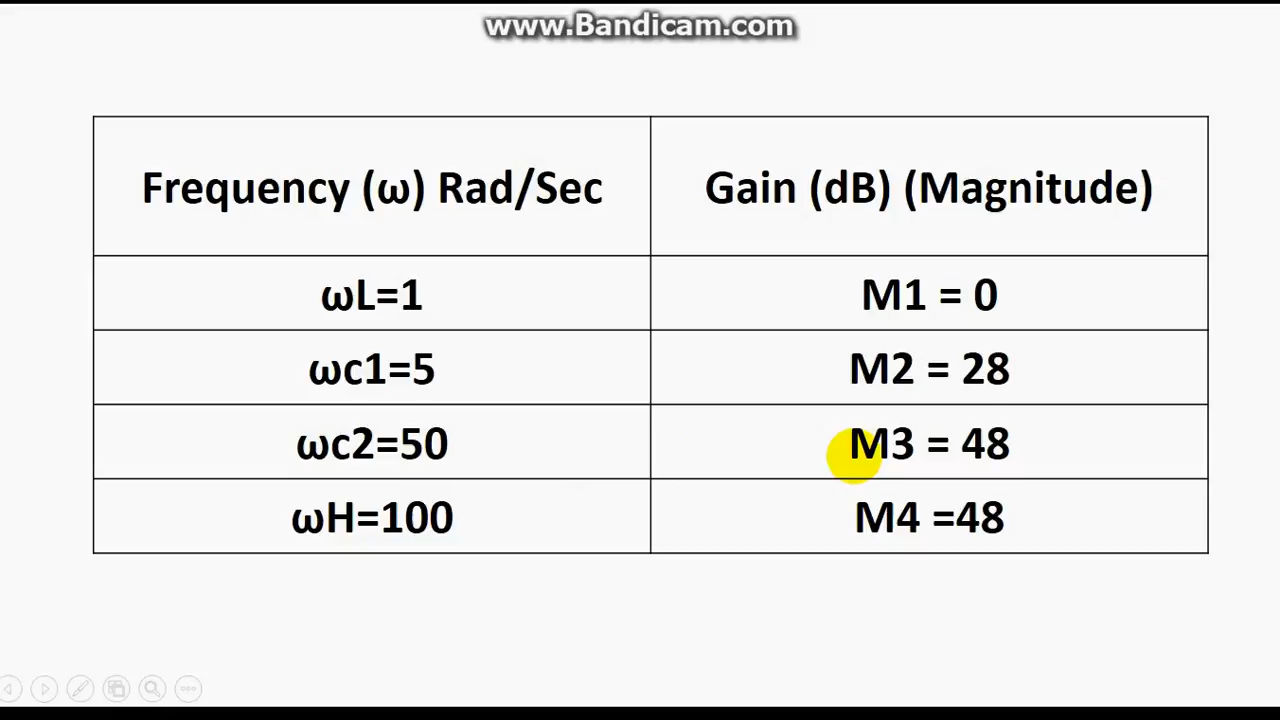 www.Bandicam.com
Frequency (ω) Rad/Sec Gain (dB) (Magnitude)
ωL=1 M1 = 0
ωc1=5 M2 = 28
ωc2=50 M3 = 48
ωH=100 M4 =48